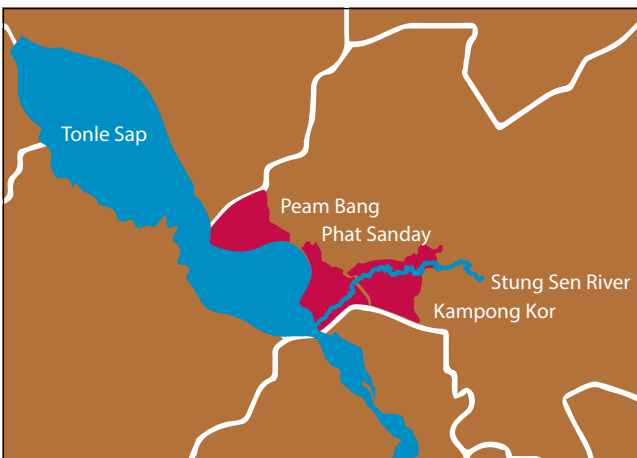 Tonle Sap
Peam Bang
Phat Sanday
Stung Sen River
Kampong Kor